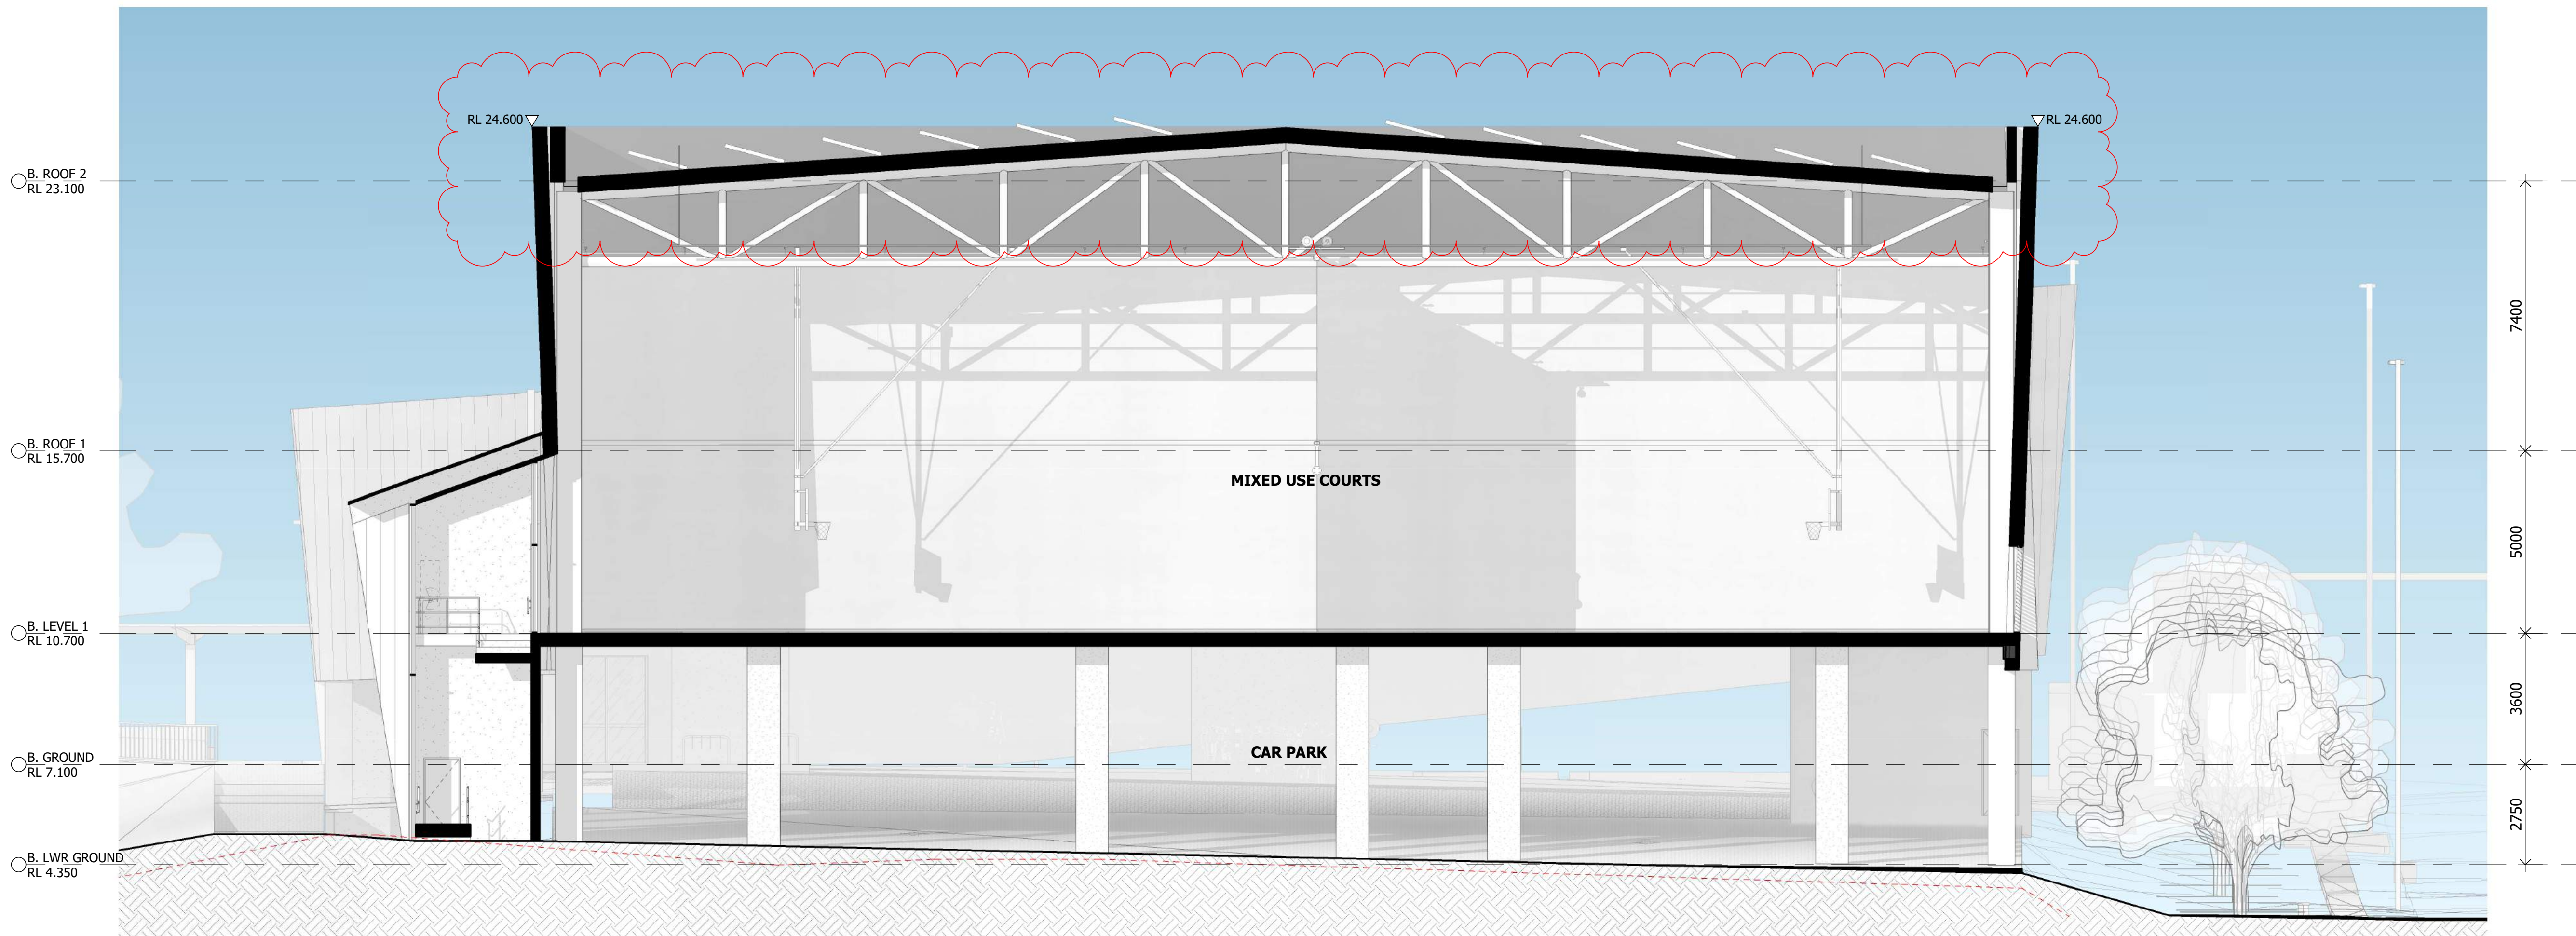 RL 24.600
RL 24.600
B. ROOF 2
RL 23.100
7400
B. ROOF 1
RL 15.700
MIXED USE COURTS
5000
B. LEVEL 1
RL 10.700
3600
CAR PARK
B. GROUND
RL 7.100
2750
B. LWR GROUND
RL 4.350